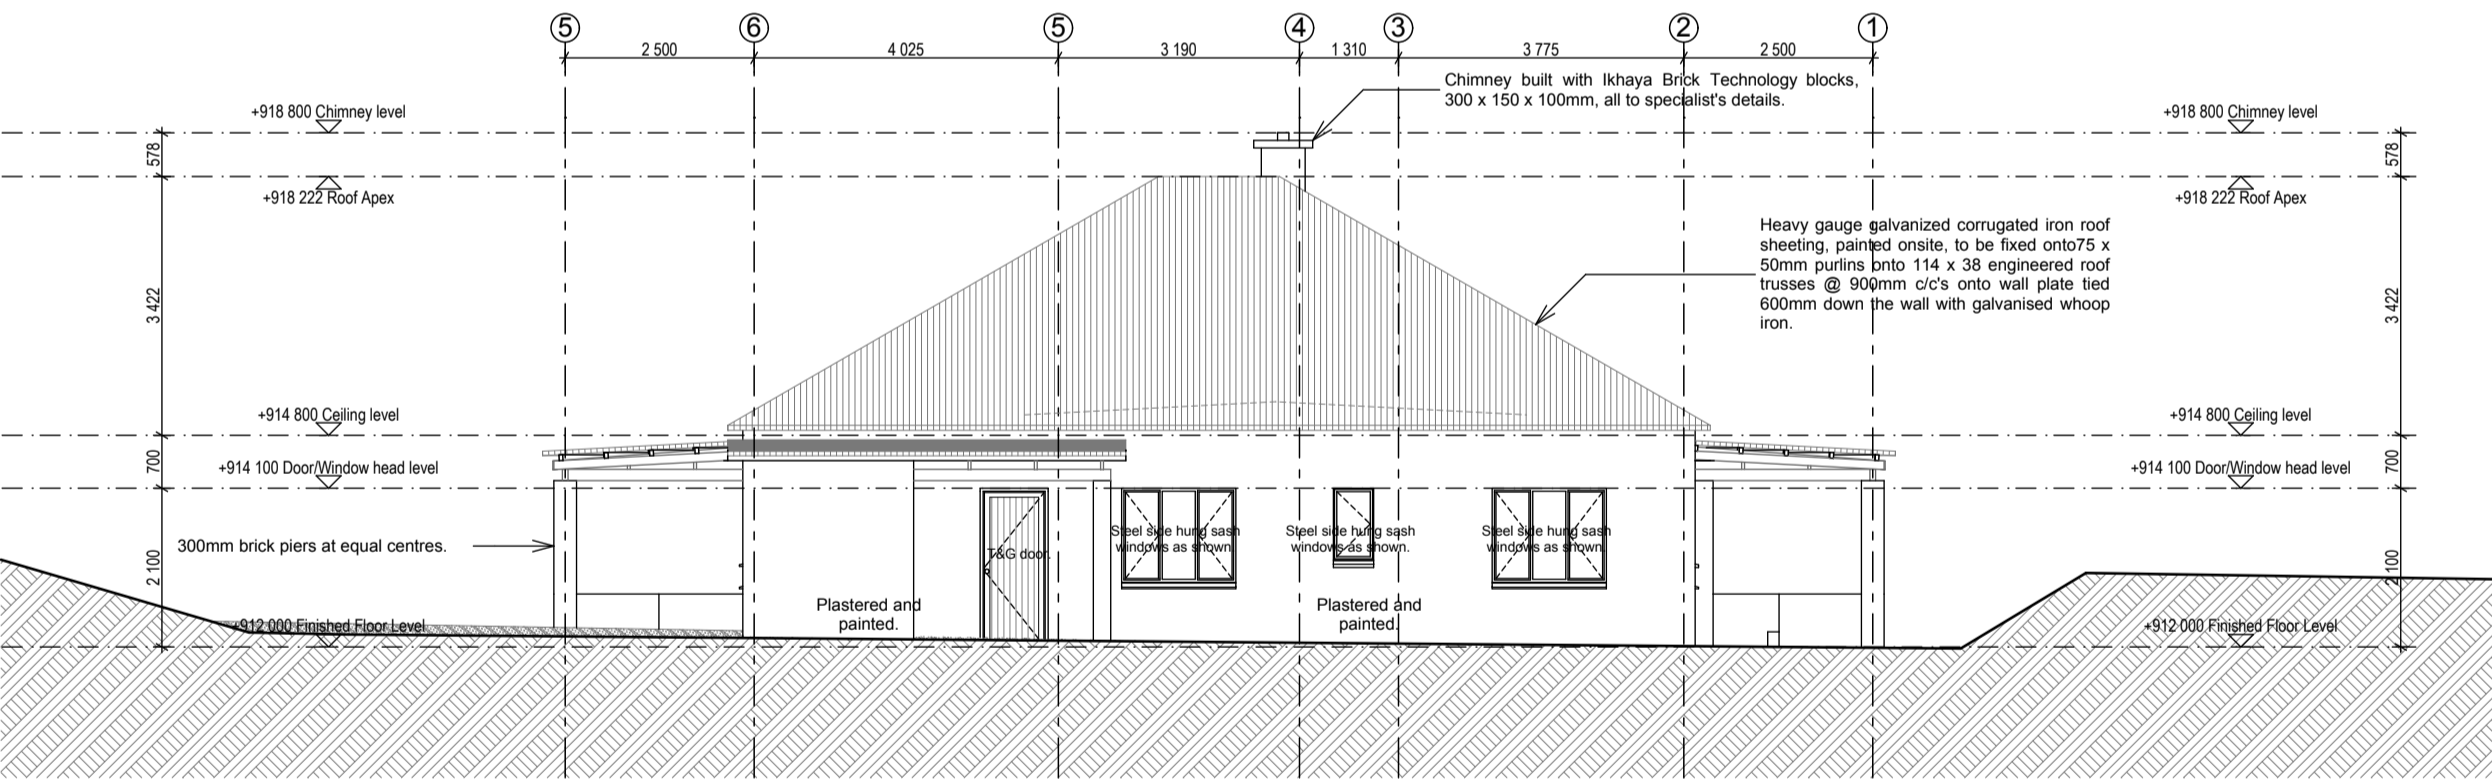 5 6 5 4 3 2 1
2 500 4 025 3 190 1 310 3 775 2 500
Chimney built with Ikhaya Brick Technology blocks,
300 x 150 x 100mm, all to specialist's details.
+918 800 Chimney level
+918 800 Chimney level
578
578
+918 222 Roof Apex
+918 222 Roof Apex
Heavy gauge galvanized corrugated iron roof
sheeting, painted onsite, to be fixed onto75 x
50mm purlins onto 114 x 38 engineered roof
trusses @ 900mm c/c's onto wall plate tied
600mm down the wall with galvanised whoop
iron.
3 422
3 422
+914 800 Ceiling level
+914 800 Ceiling level
700
700
+914 100 Door/Window head level
+914 100 Door/Window head level
300mm brick piers at equal centres.
T&G door.
Steel side hung sash
windows as shown.
Steel side hung sash
windows as shown.
Steel side hung sash
windows as shown.
2 100
2 100
Plastered and
painted.
Plastered and
painted.
+912 000 Finished Floor Level
+912 000 Finished Floor Level